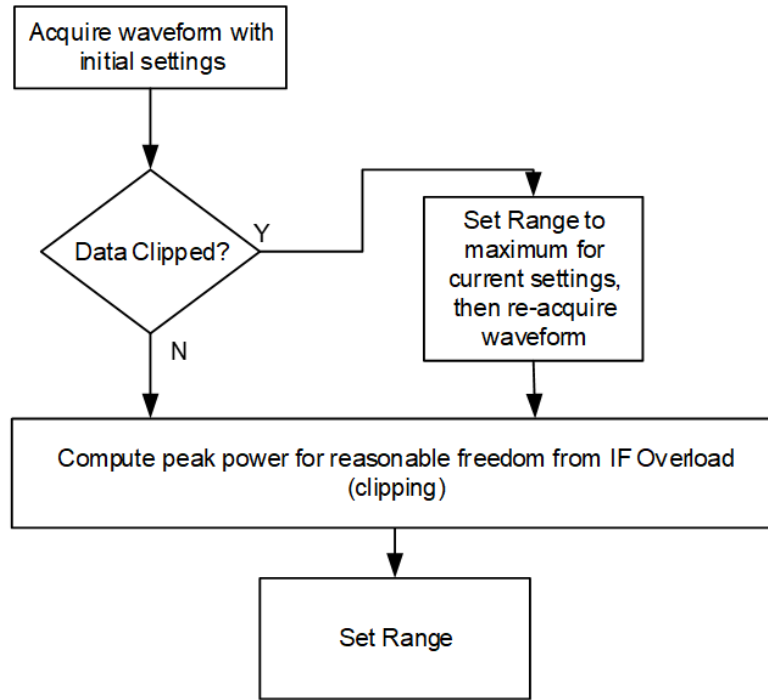 Acquire waveform with
initial settings
Data Clipped?
Y
Set Range to
maximum for
current settings,
then re-acquire
waveform
N
Compute peak power for reasonable freedom from IF Overload
(clipping)
Set Range